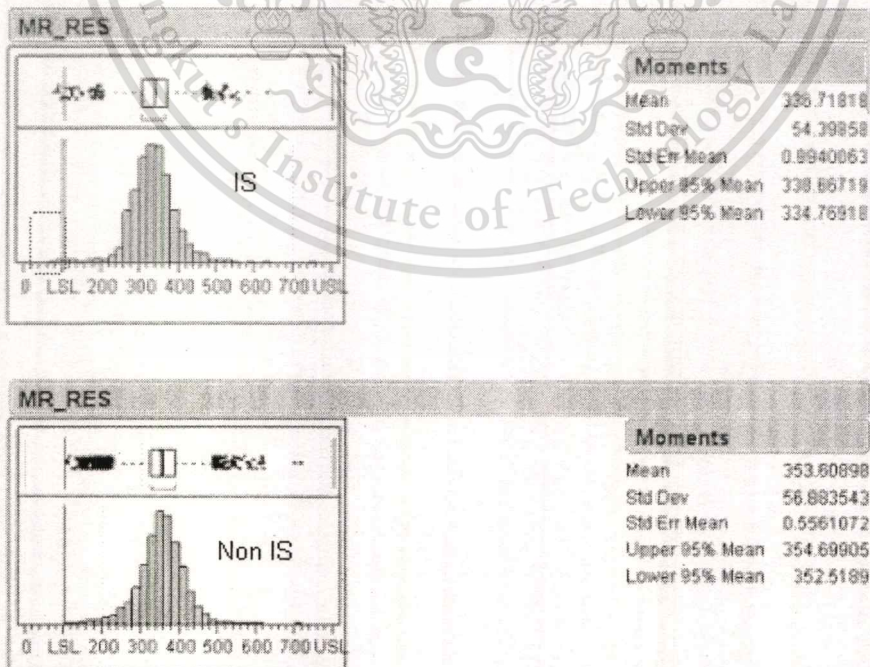 MR_RES
IS
0 LSL 200 300 400 500 600 700 USL
Moments
Mean 336.71818
Std Dev 54.39858
Std Err Mean 0.9940063
Upper 95% Mean 338.66719
Lower 95% Mean 334.76918
Institute of Technology La
MR_RES
Non IS
0 LSL 200 300 400 500 600 700 USL
Moments
Mean 353.60898
Std Dev 56.883543
Std Err Mean 0.5561072
Upper 95% Mean 354.69905
Lower 95% Mean 352.5189